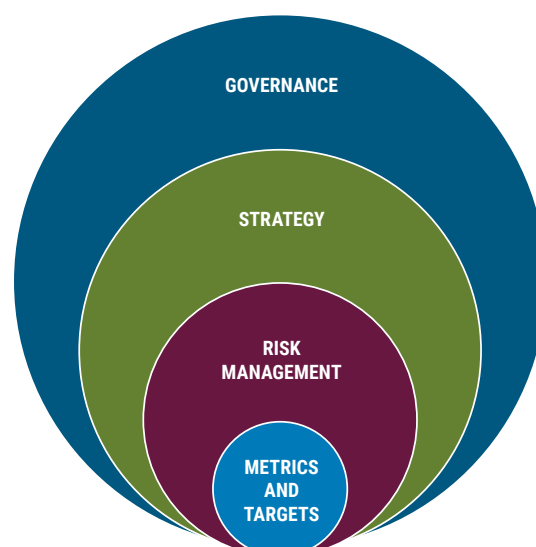 GOVERNANCE
STRATEGY
RISK
MANAGEMENT
METRICS
AND
TARGETS